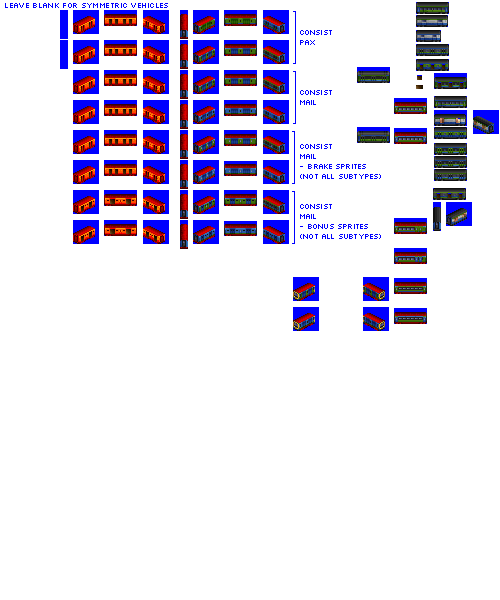 LEAVE BLANK FOR SYMMETRIC VEHICLES
CONSIST
PAX
CONSIST
MAIL
CONSIST
MAIL
- BRAKE SPRITES
(NOT ALL SUBTYPES)
CONSIST
MAIL
- BONUS SPRITES
(NOT ALL SUBTYPES)